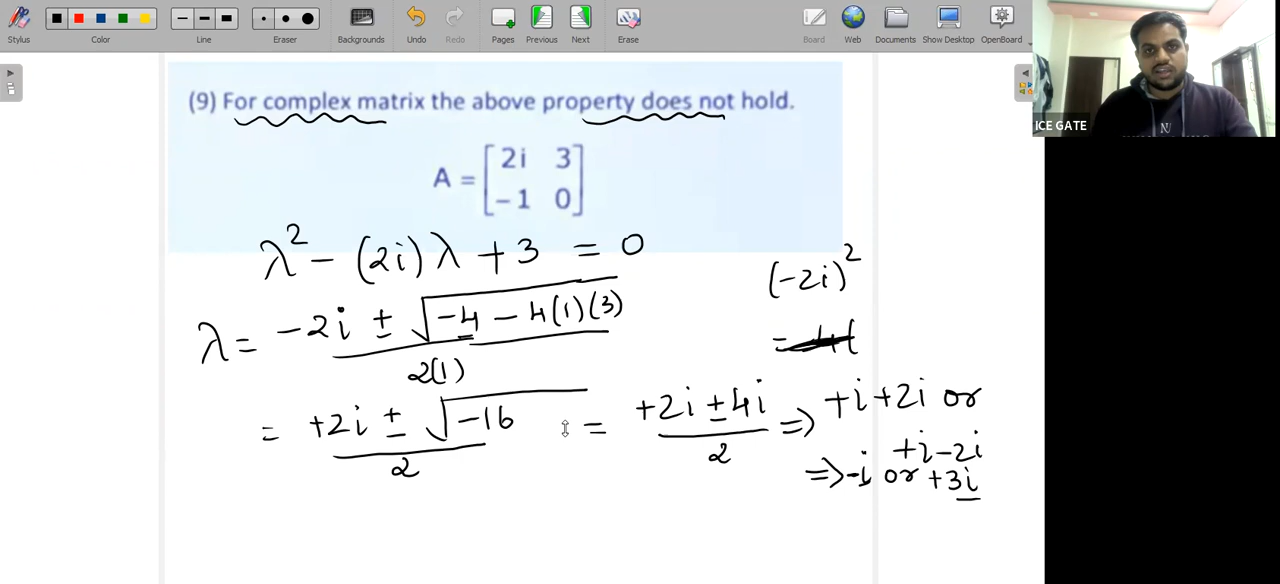 Stylus Color Line Eraser Backgrounds Undo Redo Pages Previous Next Erase Board Web Documents Show Desktop OpenBoard
ICE GATE
(9) For complex matrix the above property does not hold.
A = [2i 3
-1 0]
λ² - (2i)λ + 3 = 0
(-2i)²
λ = -2i ± √-4 - 4(1)(3)
2(1)
= +2i ± √-16 = +2i ± 4i ⇒ +i+2i or
2 2 +i-2i
⇒ -i or +3i